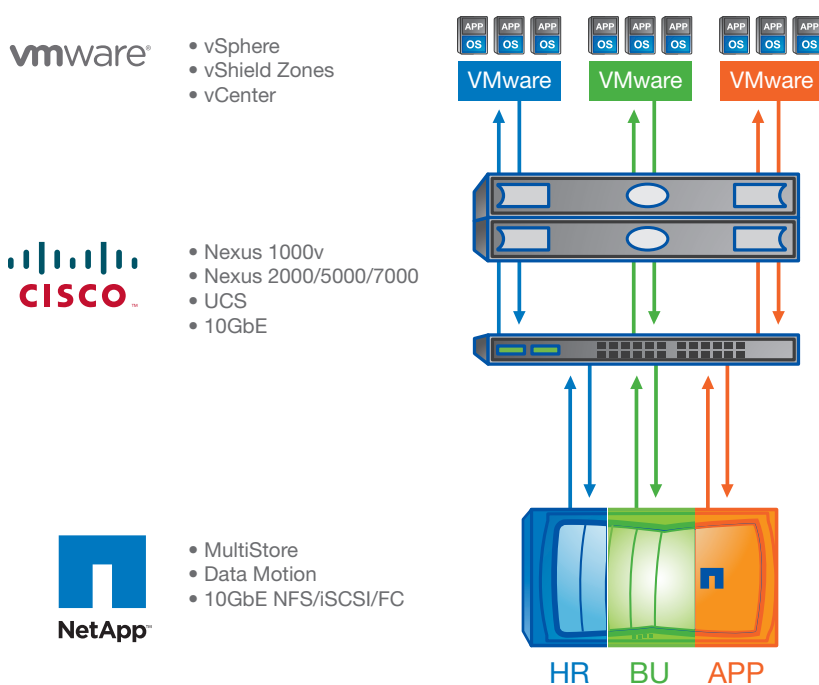 APP APP APP APP APP APP APP APP APP
OS OS OS OS OS OS OS OS OS
vmware®
• vSphere
• vShield Zones
• vCenter
VMware VMware VMware
CISCO™
• Nexus 1000v
• Nexus 2000/5000/7000
• UCS
• 10GbE
NetApp™
• MultiStore
• Data Motion
• 10GbE NFS/iSCSI/FC
HR BU APP